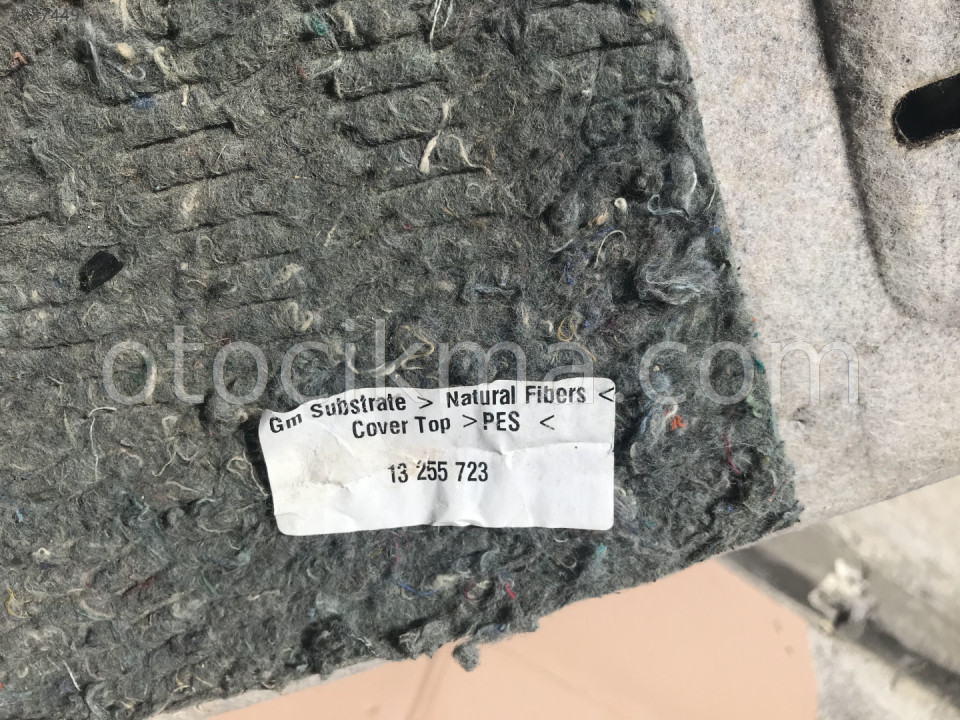 otocikma.com
Gm Substrate > Natural Fibers <
Cover Top >PES <
13 255 723